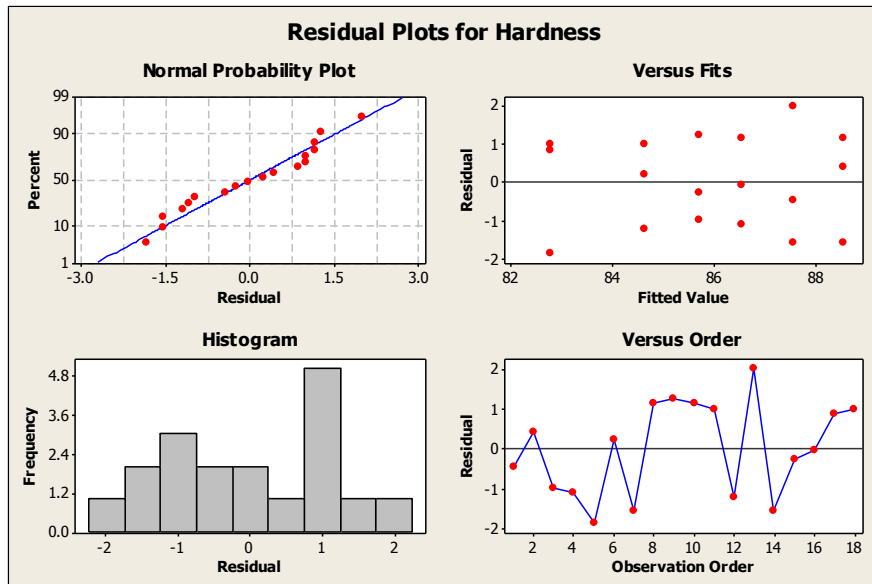 Residual Plots for Hardness
Normal Probability Plot
99
90
50
10
1
Percent
-3.0 -1.5 0.0 1.5 3.0
Residual
Versus Fits
2
1
0
-1
-2
Residual
82 84 86 88
Fitted Value
Histogram
4.8
3.6
2.4
1.2
0.0
Frequency
-2 -1 0 1 2
Residual
Versus Order
2
1
0
-1
-2
Residual
2 4 6 8 10 12 14 16 18
Observation Order